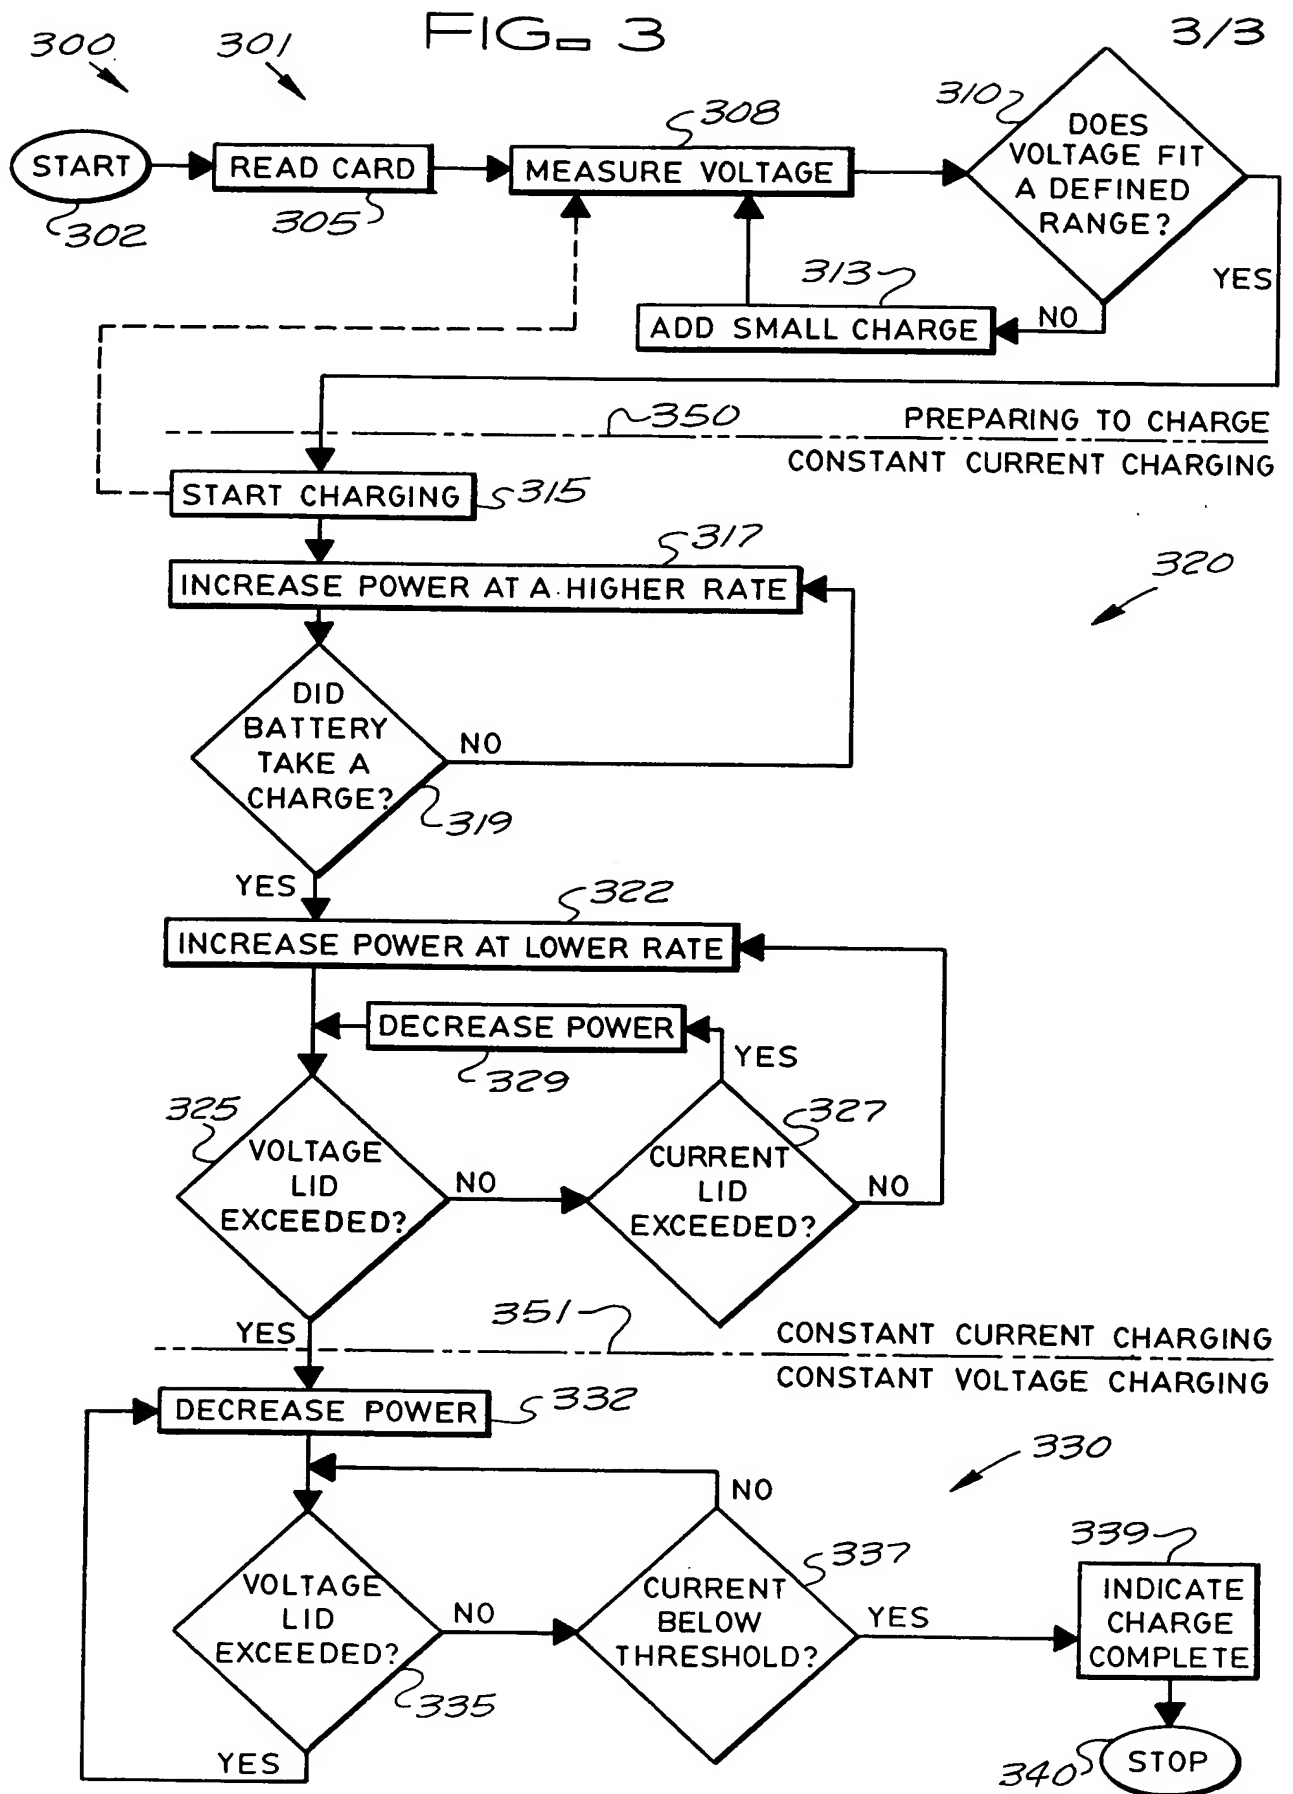 FIG. 3
3/3
300
301
START
302
READ CARD
305
MEASURE VOLTAGE
308
310
DOES
VOLTAGE FIT
A DEFINED
RANGE?
YES
NO
313
ADD SMALL CHARGE
350
PREPARING TO CHARGE
CONSTANT CURRENT CHARGING
START CHARGING
315
317
INCREASE POWER AT A HIGHER RATE
320
DID
BATTERY
TAKE A
CHARGE?
NO
319
YES
322
INCREASE POWER AT LOWER RATE
DECREASE POWER
329
YES
325
VOLTAGE
LID
EXCEEDED?
NO
327
CURRENT
LID
EXCEEDED?
NO
YES
351
CONSTANT CURRENT CHARGING
CONSTANT VOLTAGE CHARGING
DECREASE POWER
332
330
NO
VOLTAGE
LID
EXCEEDED?
335
NO
337
CURRENT
BELOW
THRESHOLD?
YES
339
INDICATE
CHARGE
COMPLETE
YES
340
STOP